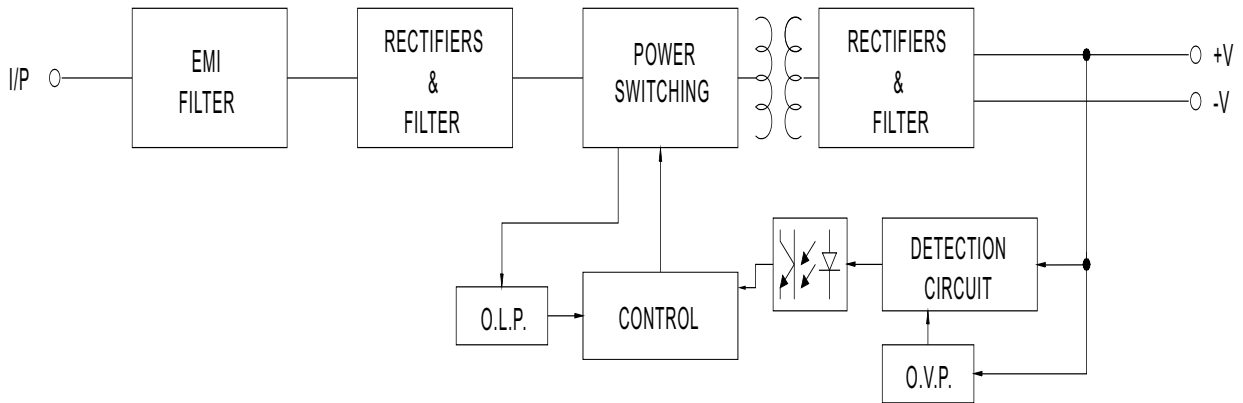 I/P
EMI
FILTER
RECTIFIERS
&
FILTER
POWER
SWITCHING
RECTIFIERS
&
FILTER
+V
-V
O.L.P.
CONTROL
DETECTION
CIRCUIT
O.V.P.